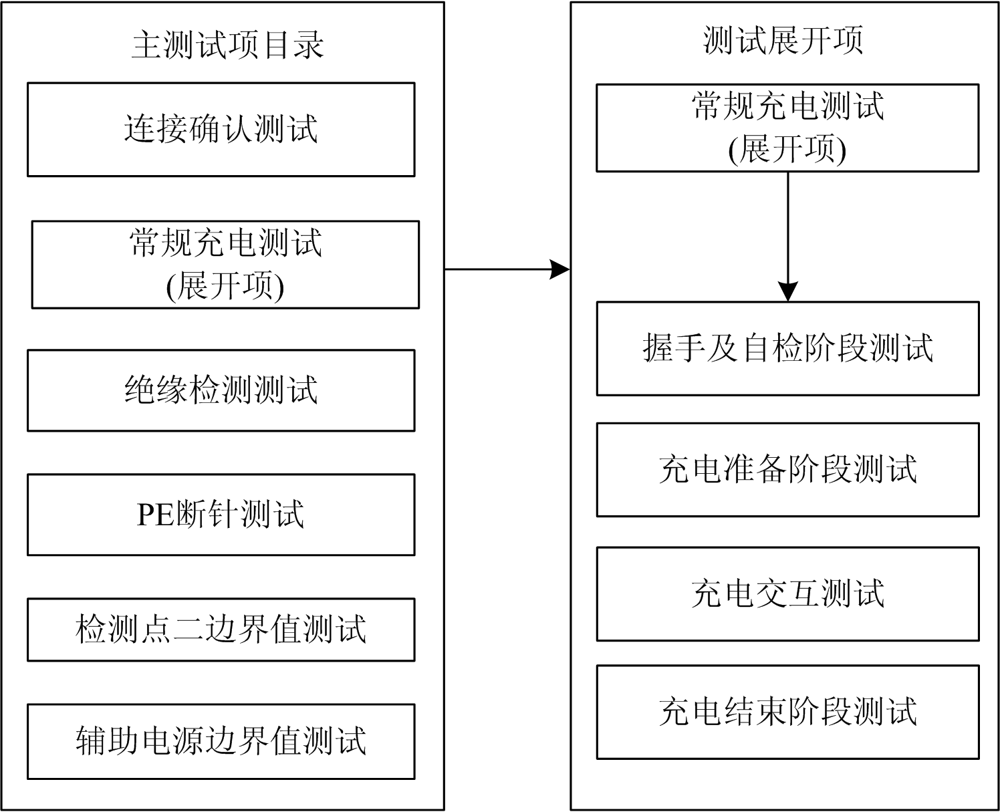 主测试项目录
连接确认测试
常规充电测试
(展开项)
绝缘检测测试
PE断针测试
检测点二边界值测试
辅助电源边界值测试
测试展开项
常规充电测试
(展开项)
握手及自检阶段测试
充电准备阶段测试
充电交互测试
充电结束阶段测试